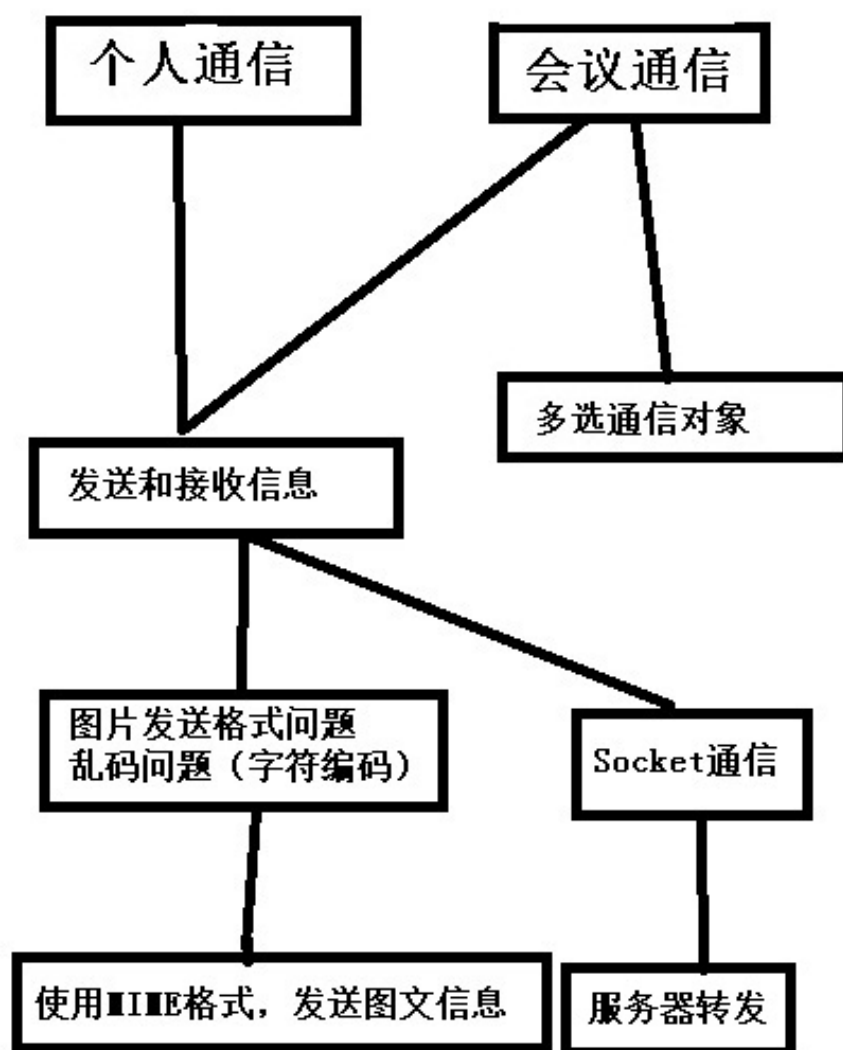 个人通信
会议通信
多选通信对象
发送和接收信息
图片发送格式问题
乱码问题（字符编码）
Socket通信
使用MIME格式，发送图文信息
服务器转发